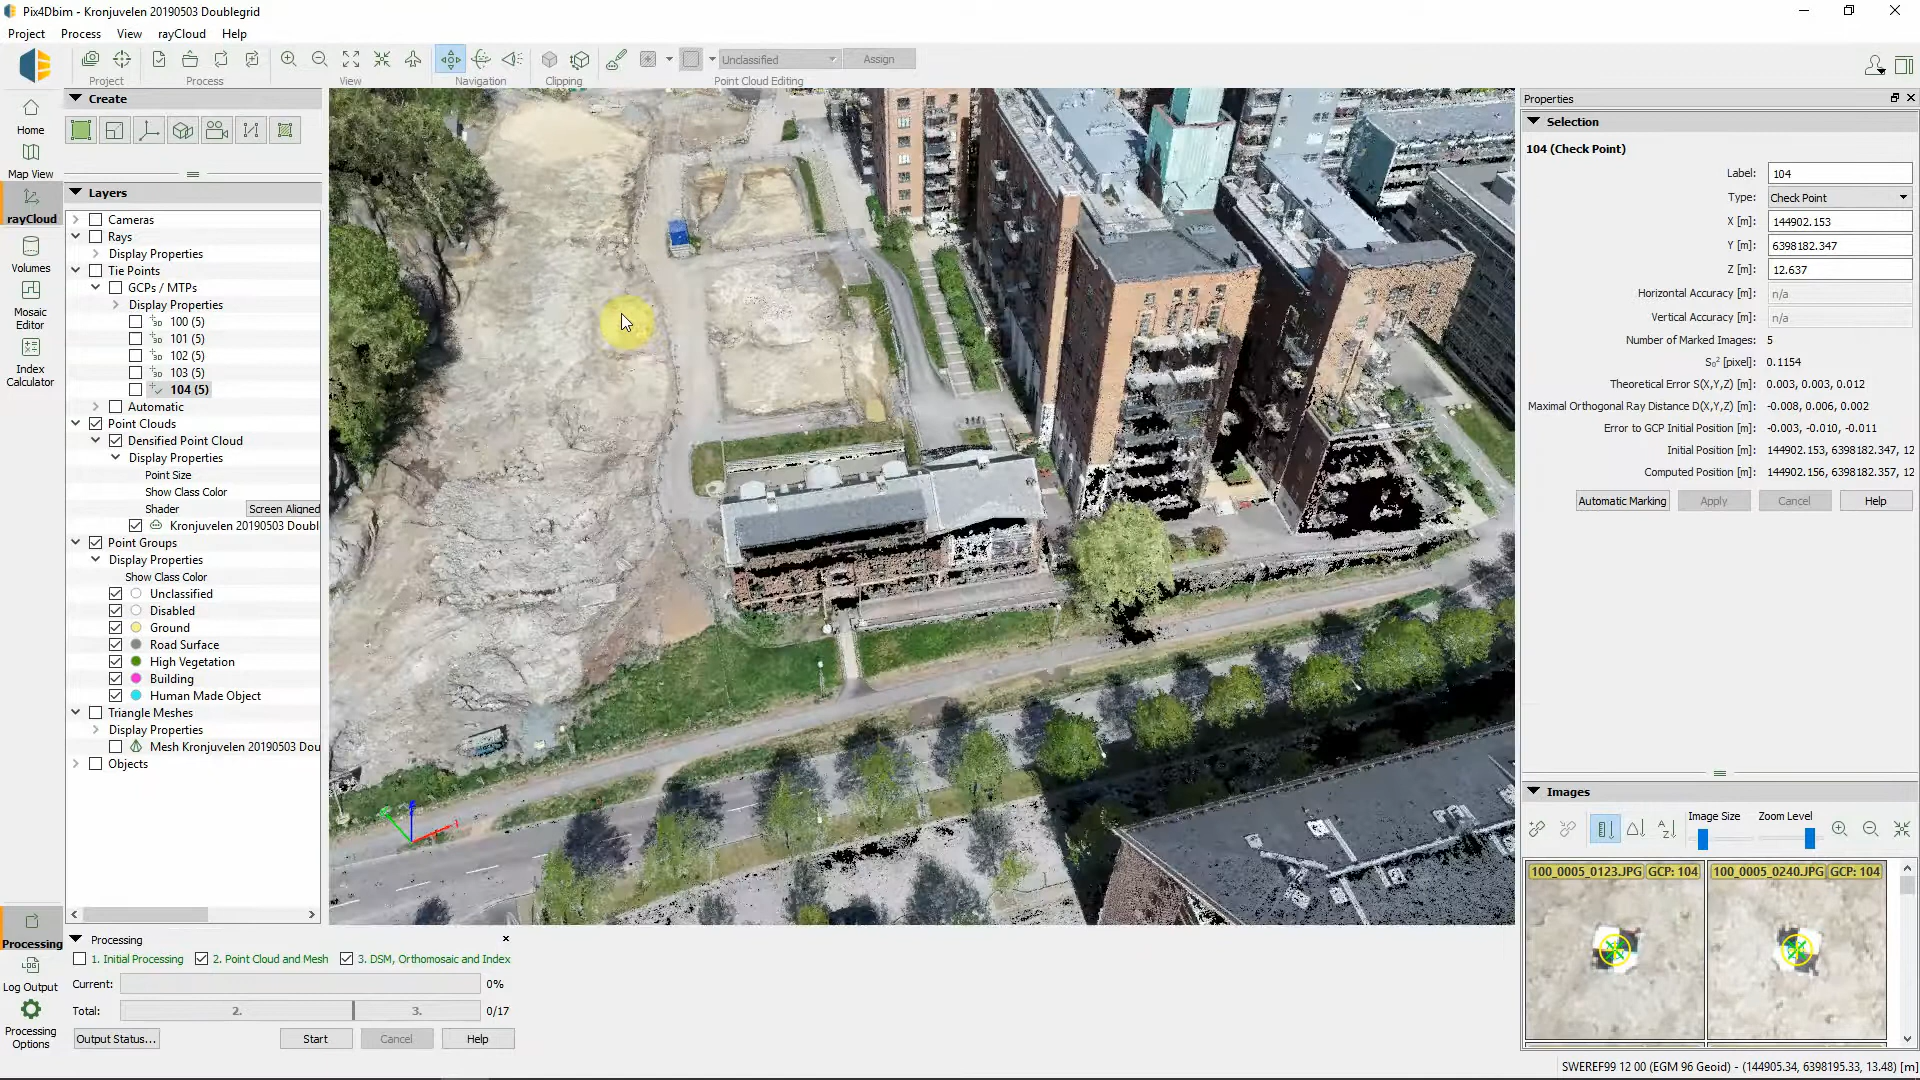 Pix4Dbim - Kronjuvelen 20190503 Doublegrid
Project Process View rayCloud Help
Project Process View Navigation Clipping Point Cloud Editing
Unclassified Assign
Home
Map View
rayCloud
Volumes
Mosaic
Editor
Index
Calculator
Create
Layers
Cameras
Rays
Display Properties
Tie Points
GCPs / MTPs
Display Properties
100 (5)
101 (5)
102 (5)
103 (5)
104 (5)
Automatic
Point Clouds
Densified Point Cloud
Display Properties
Point Size
Show Class Color
Shader Screen Aligned
Kronjuvelen 20190503 Doubl
Point Groups
Display Properties
Show Class Color
Unclassified
Disabled
Ground
Road Surface
High Vegetation
Building
Human Made Object
Triangle Meshes
Display Properties
Mesh Kronjuvelen 20190503 Dou
Objects
Processing
Log Output
Processing
Options
Processing
1. Initial Processing 2. Point Cloud and Mesh 3. DSM, Orthomosaic and Index
Current: 0%
Total: 2. 3. 0/17
Output Status... Start Cancel Help
Properties
Selection
104 (Check Point)
Label: 104
Type: Check Point
X [m]: 144902.153
Y [m]: 6398182.347
Z [m]: 12.637
Horizontal Accuracy [m]: n/a
Vertical Accuracy [m]: n/a
Number of Marked Images: 5
S₀² [pixel]: 0.1154
Theoretical Error S(X,Y,Z) [m]: 0.003, 0.003, 0.012
Maximal Orthogonal Ray Distance D(X,Y,Z) [m]: -0.008, 0.006, 0.002
Error to GCP Initial Position [m]: -0.003, -0.010, -0.011
Initial Position [m]: 144902.153, 6398182.347, 12
Computed Position [m]: 144902.156, 6398182.357, 12
Automatic Marking Apply Cancel Help
Images
Image Size Zoom Level
100_0005_0123.JPG GCP: 104 100_0005_0240.JPG GCP: 104
SWEREF99 12 00 (EGM 96 Geoid) - (144905.34, 6398195.33, 13.48) [m]